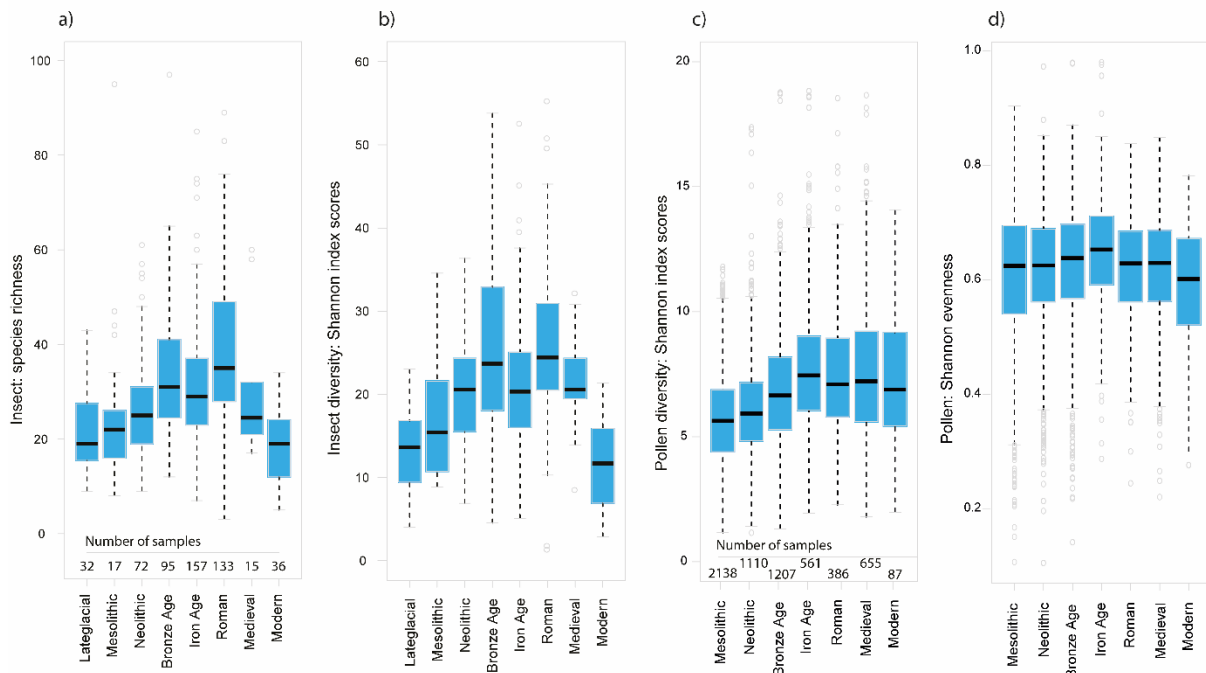 a)
Insect: species richness
100
80
60
40
20
0
Number of samples
32 17 72 95 157 133 15 36
Lateglacial
Mesolithic
Neolithic
Bronze Age
Iron Age
Roman
Medieval
Modern
b)
Insect diversity: Shannon index scores
60
50
40
30
20
10
0
Lateglacial
Mesolithic
Neolithic
Bronze Age
Iron Age
Roman
Medieval
Modern
c)
Pollen diversity: Shannon index scores
20
15
10
5
0
Number of samples
2138 1110 1207 561 386 655 87
Mesolithic
Neolithic
Bronze Age
Iron Age
Roman
Medieval
Modern
d)
Pollen: Shannon evenness
1.0
0.8
0.6
0.4
0.2
Mesolithic
Neolithic
Bronze Age
Iron Age
Roman
Medieval
Modern